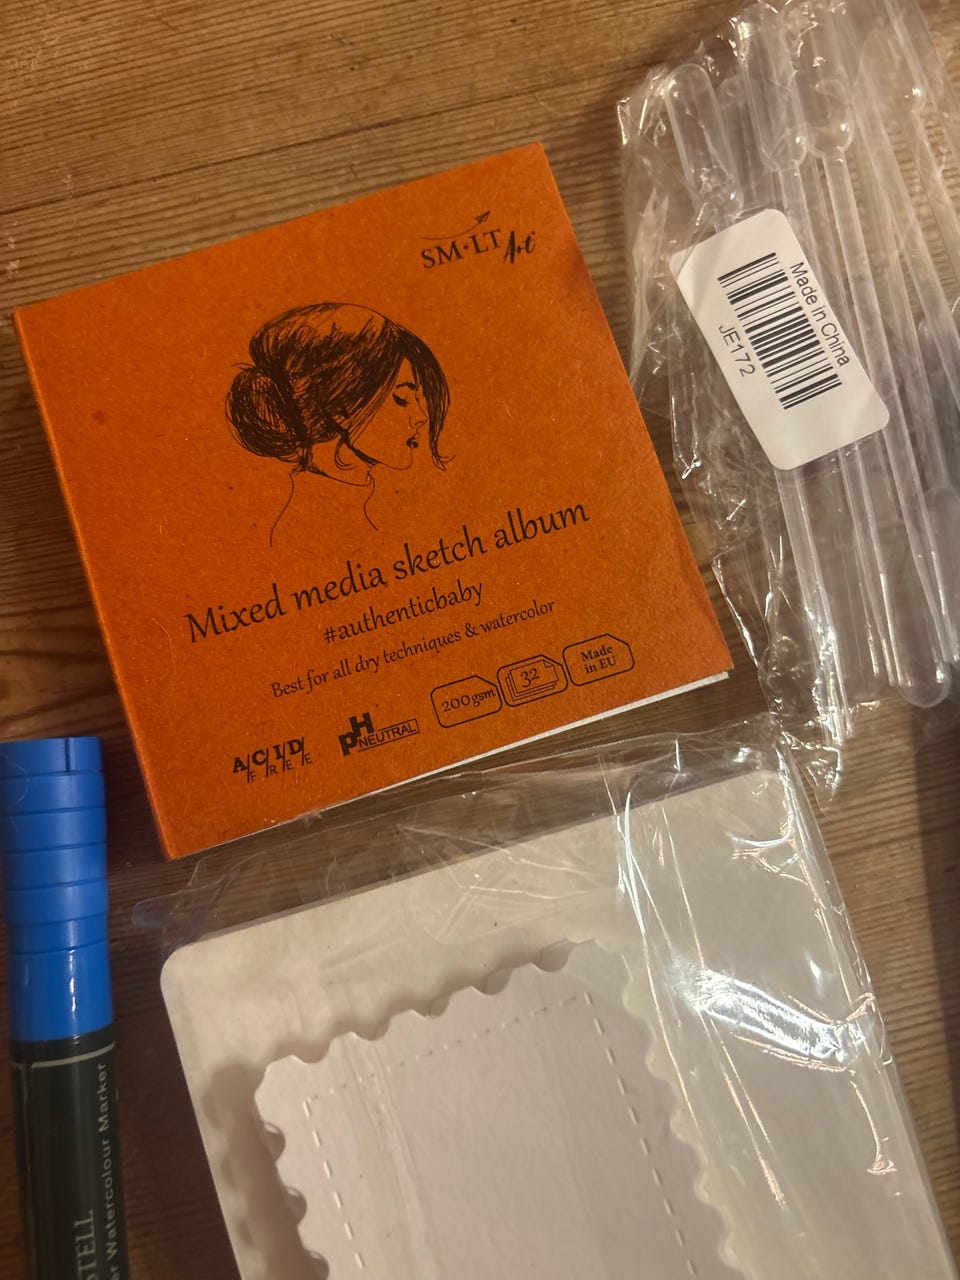 SM·LT Art
Mixed media sketch album
#authenticbaby
Best for all dry techniques & watercolor
ACID
FREE
pH
NEUTRAL
200gsm
32
Made
in EU
Made in China
JE172
Watercolour Marker